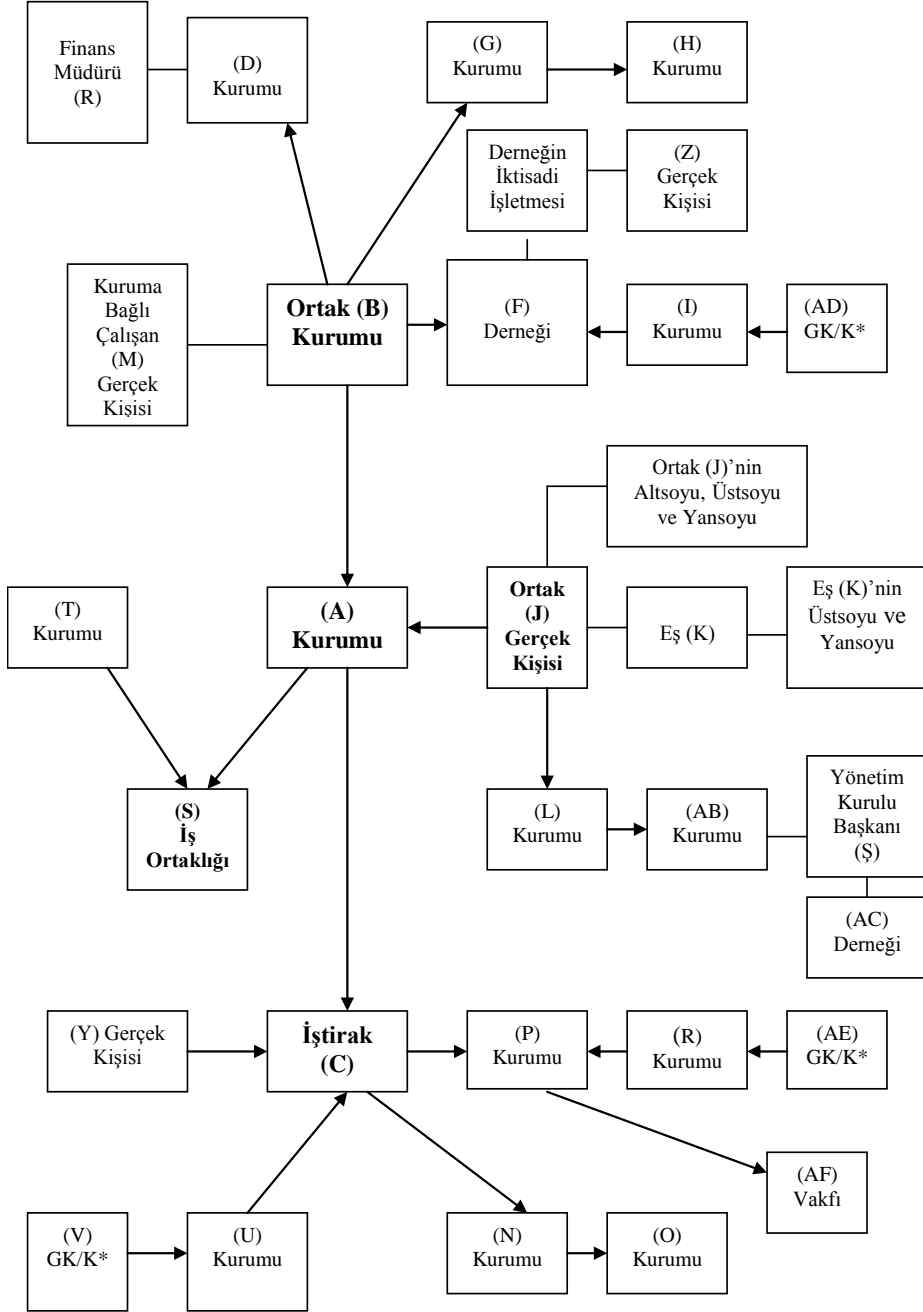 Finans
Müdürü
(R)
(D)
Kurumu
(G)
Kurumu
(H)
Kurumu
Derneğin
İktisadi
İşletmesi
(Z)
Gerçek
Kişisi
Kuruma
Bağlı
Çalışan
(M)
Gerçek
Kişisi
Ortak (B)
Kurumu
(F)
Derneği
(I)
Kurumu
(AD)
GK/K*
Ortak (J)’nin
Altsoyu, Üstsoyu
ve Yansoyu
(T)
Kurumu
(A)
Kurumu
Ortak
(J)
Gerçek
Kişisi
Eş (K)
Eş (K)’nin
Üstsoyu ve
Yansoyu
(S)
İş
Ortaklığı
(L)
Kurumu
(AB)
Kurumu
Yönetim
Kurulu
Başkanı
(Ş)
(AC)
Derneği
(Y) Gerçek
Kişisi
İştirak
(C)
(P)
Kurumu
(R)
Kurumu
(AE)
GK/K*
(AF)
Vakfı
(V)
GK/K*
(U)
Kurumu
(N)
Kurumu
(O)
Kurumu